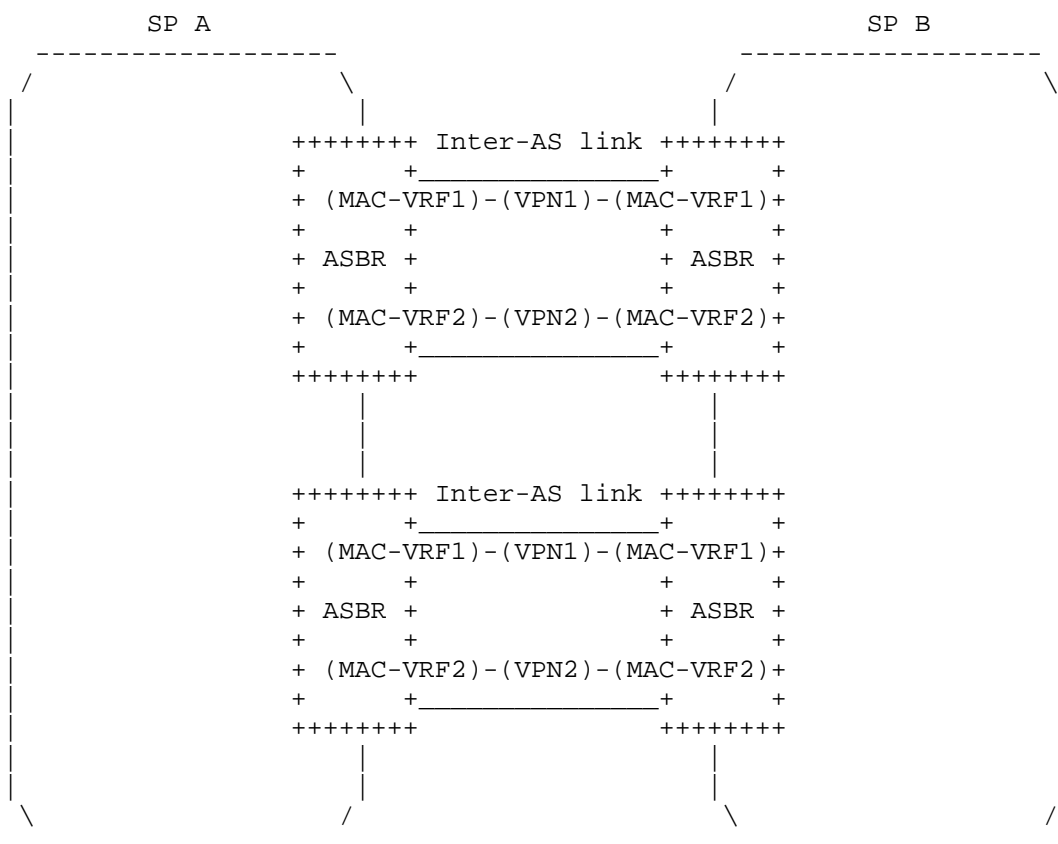 SP A SP B
Inter-AS link
(MAC-VRF1)-(VPN1)-(MAC-VRF1)
ASBR ASBR
(MAC-VRF2)-(VPN2)-(MAC-VRF2)
Inter-AS link
(MAC-VRF1)-(VPN1)-(MAC-VRF1)
ASBR ASBR
(MAC-VRF2)-(VPN2)-(MAC-VRF2)